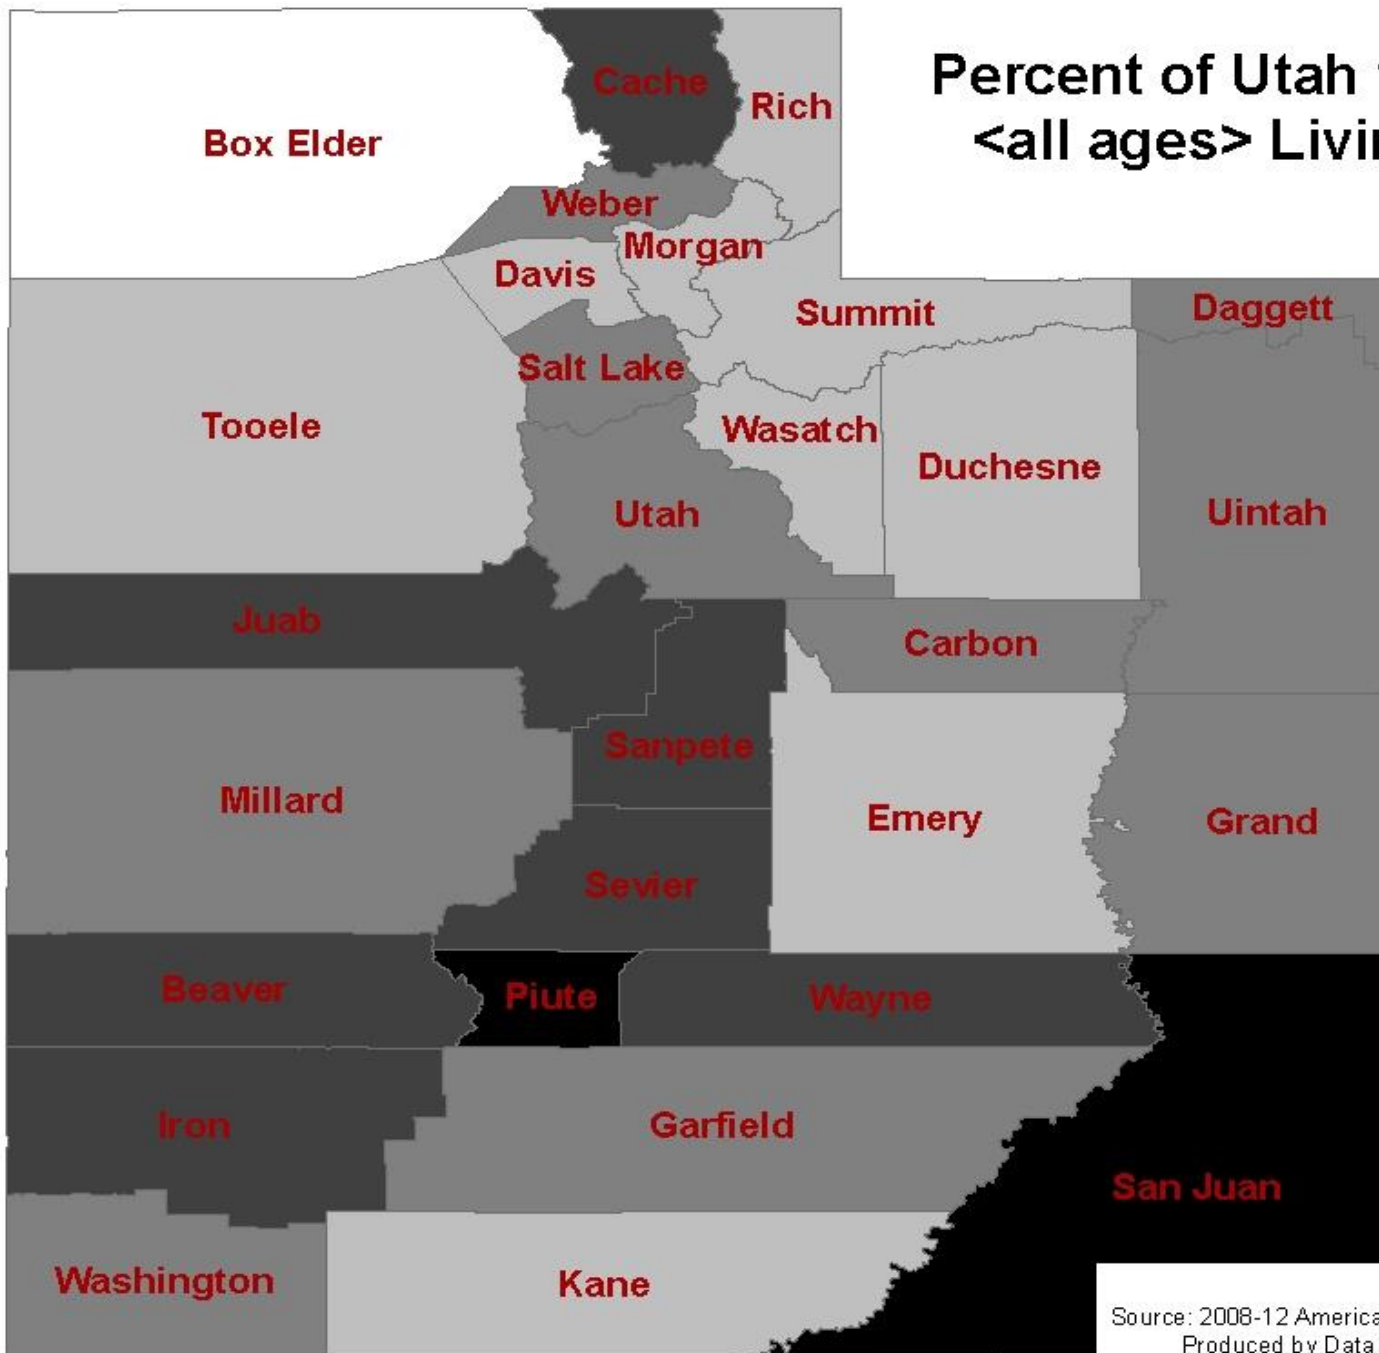 Percent of Utah
<all ages>
Cache
Rich
Box Elder
Weber
Morgan
Davis
Summit
Daggett
Salt Lake
Tooele
Wasatch
Duchesne
Utah
Uintah
Juab
Carbon
Sanpete
Millard
Emery
Grand
Sevier
Beaver
Piute
Wayne
Iron
Garfield
San Juan
Washington
Kane
Source: 2008-12
Produced by Data